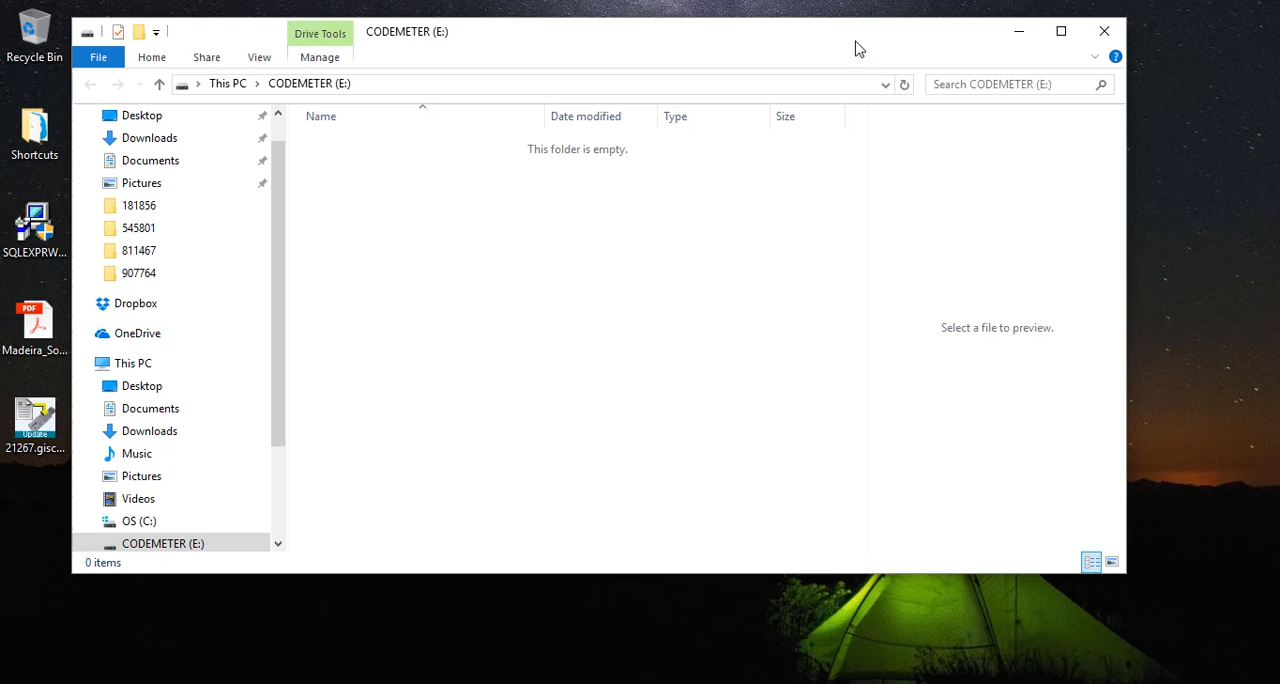 Recycle Bin
Shortcuts
SQLEXPRW...
PDF
Madeira_So...
Update
21267.gisc...
Drive Tools
CODEMETER (E:)
File
Home
Share
View
Manage
This PC
CODEMETER (E:)
Search CODEMETER (E:)
Desktop
Downloads
Documents
Pictures
181856
545801
811467
907764
Dropbox
OneDrive
This PC
Desktop
Documents
Downloads
Music
Pictures
Videos
OS (C:)
CODEMETER (E:)
Name
Date modified
Type
Size
This folder is empty.
Select a file to preview.
0 items